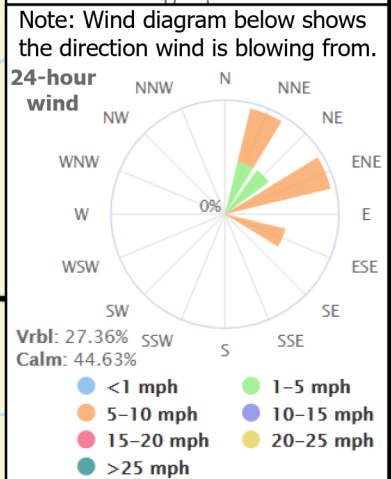 Note: Wind diagram below shows
the direction wind is blowing from.
24-hour
wind
N
NNW
NNE
NW
NE
WNW
ENE
0%
W
E
WSW
ESE
SW
SE
SSW
SSE
S
Vrbl: 27.36%
Calm: 44.63%
<1 mph
1-5 mph
5-10 mph
10-15 mph
15-20 mph
20-25 mph
>25 mph